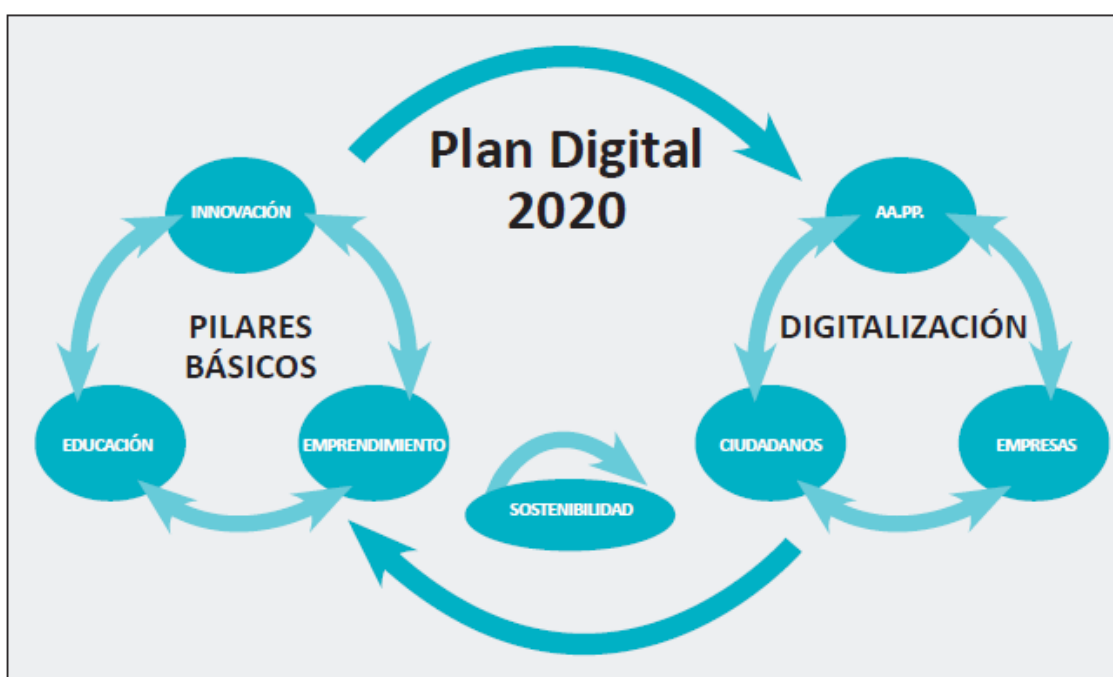 Plan Digital
2020
INNOVACIÓN
PILARES
BÁSICOS
EDUCACIÓN
EMPRENDIMIENTO
SOSTENIBILIDAD
AA.PP.
DIGITALIZACIÓN
CIUDADANOS
EMPRESAS